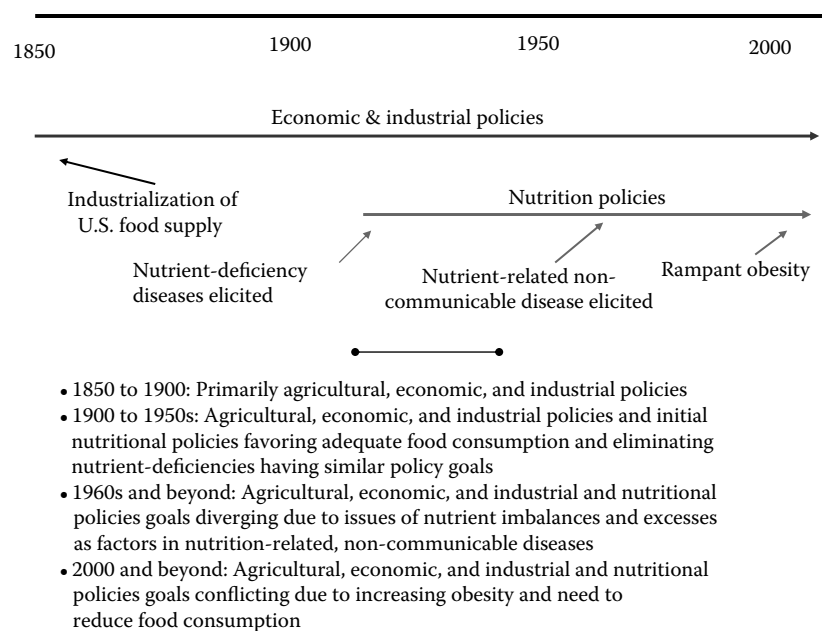 1850 1900 1950 2000
Economic & industrial policies
Industrialization of
U.S. food supply
Nutrition policies
Nutrient-deficiency
diseases elicited
Nutrient-related non-
communicable disease elicited
Rampant obesity
• 1850 to 1900: Primarily agricultural, economic, and industrial policies
• 1900 to 1950s: Agricultural, economic, and industrial policies and initial
nutritional policies favoring adequate food consumption and eliminating
nutrient-deficiencies having similar policy goals
• 1960s and beyond: Agricultural, economic, and industrial and nutritional
policies goals diverging due to issues of nutrient imbalances and excesses
as factors in nutrition-related, non-communicable diseases
• 2000 and beyond: Agricultural, economic, and industrial and nutritional
policies goals conflicting due to increasing obesity and need to
reduce food consumption